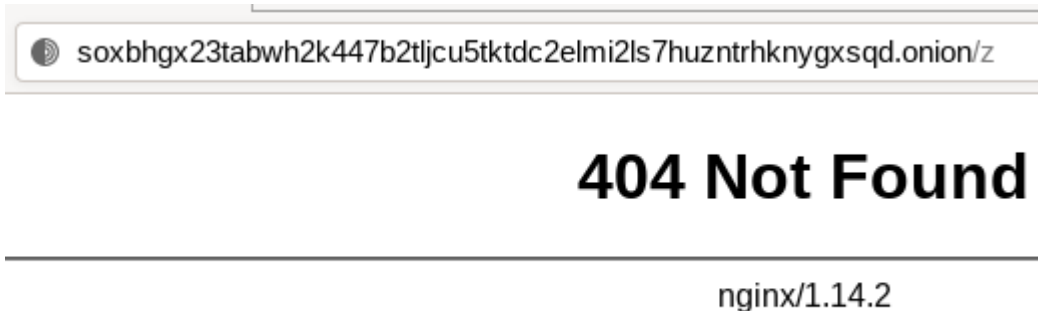 soxbhgx23tabwh2k447b2tljcu5tktdc2elmi2ls7huzntrhknygxsqd.onion/z
404 Not Found
nginx/1.14.2